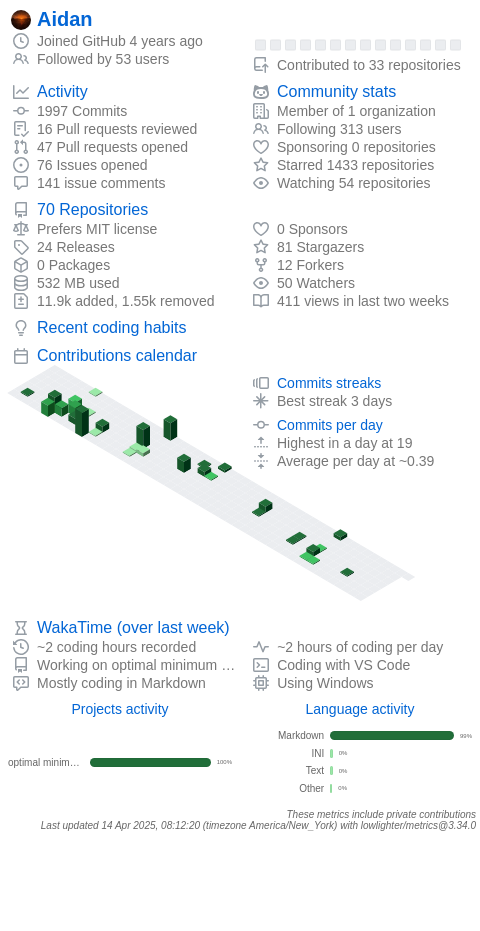 Aidan
Joined GitHub 4 years ago
Followed by 53 users
Contributed to 33 repositories
Activity
1997 Commits
16 Pull requests reviewed
47 Pull requests opened
76 Issues opened
141 issue comments
Community stats
Member of 1 organization
Following 313 users
Sponsoring 0 repositories
Starred 1433 repositories
Watching 54 repositories
70 Repositories
Prefers MIT license
24 Releases
0 Packages
532 MB used
11.9k added, 1.55k removed
0 Sponsors
81 Stargazers
12 Forkers
50 Watchers
411 views in last two weeks
Recent coding habits
Contributions calendar
Commits streaks
Best streak 3 days
Commits per day
Highest in a day at 19
Average per day at ~0.39
WakaTime (over last week)
~2 coding hours recorded
Working on optimal minimum …
Mostly coding in Markdown
~2 hours of coding per day
Coding with VS Code
Using Windows
Projects activity
optimal minim… 100%
Language activity
Markdown 99%
INI 0%
Text 0%
Other 0%
These metrics include private contributions
Last updated 14 Apr 2025, 08:12:20 (timezone America/New_York) with lowlighter/metrics@3.34.0